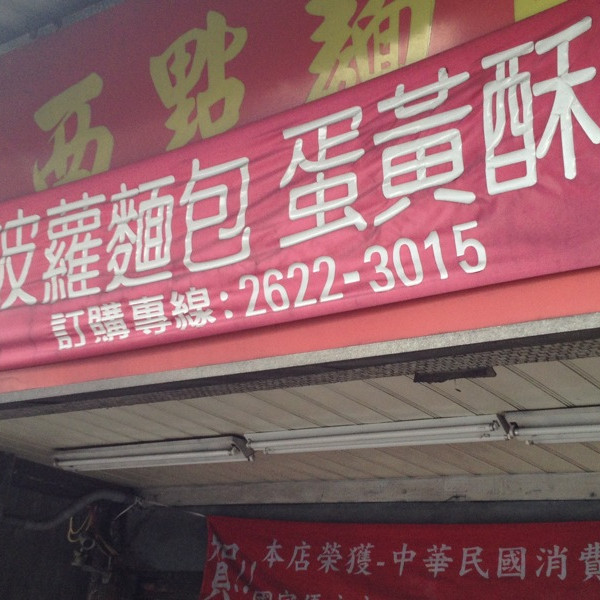 西點麵
菠蘿麵包 蛋黃酥
訂購專線:2622-3015
賀!! 本店榮獲-中華民國消費